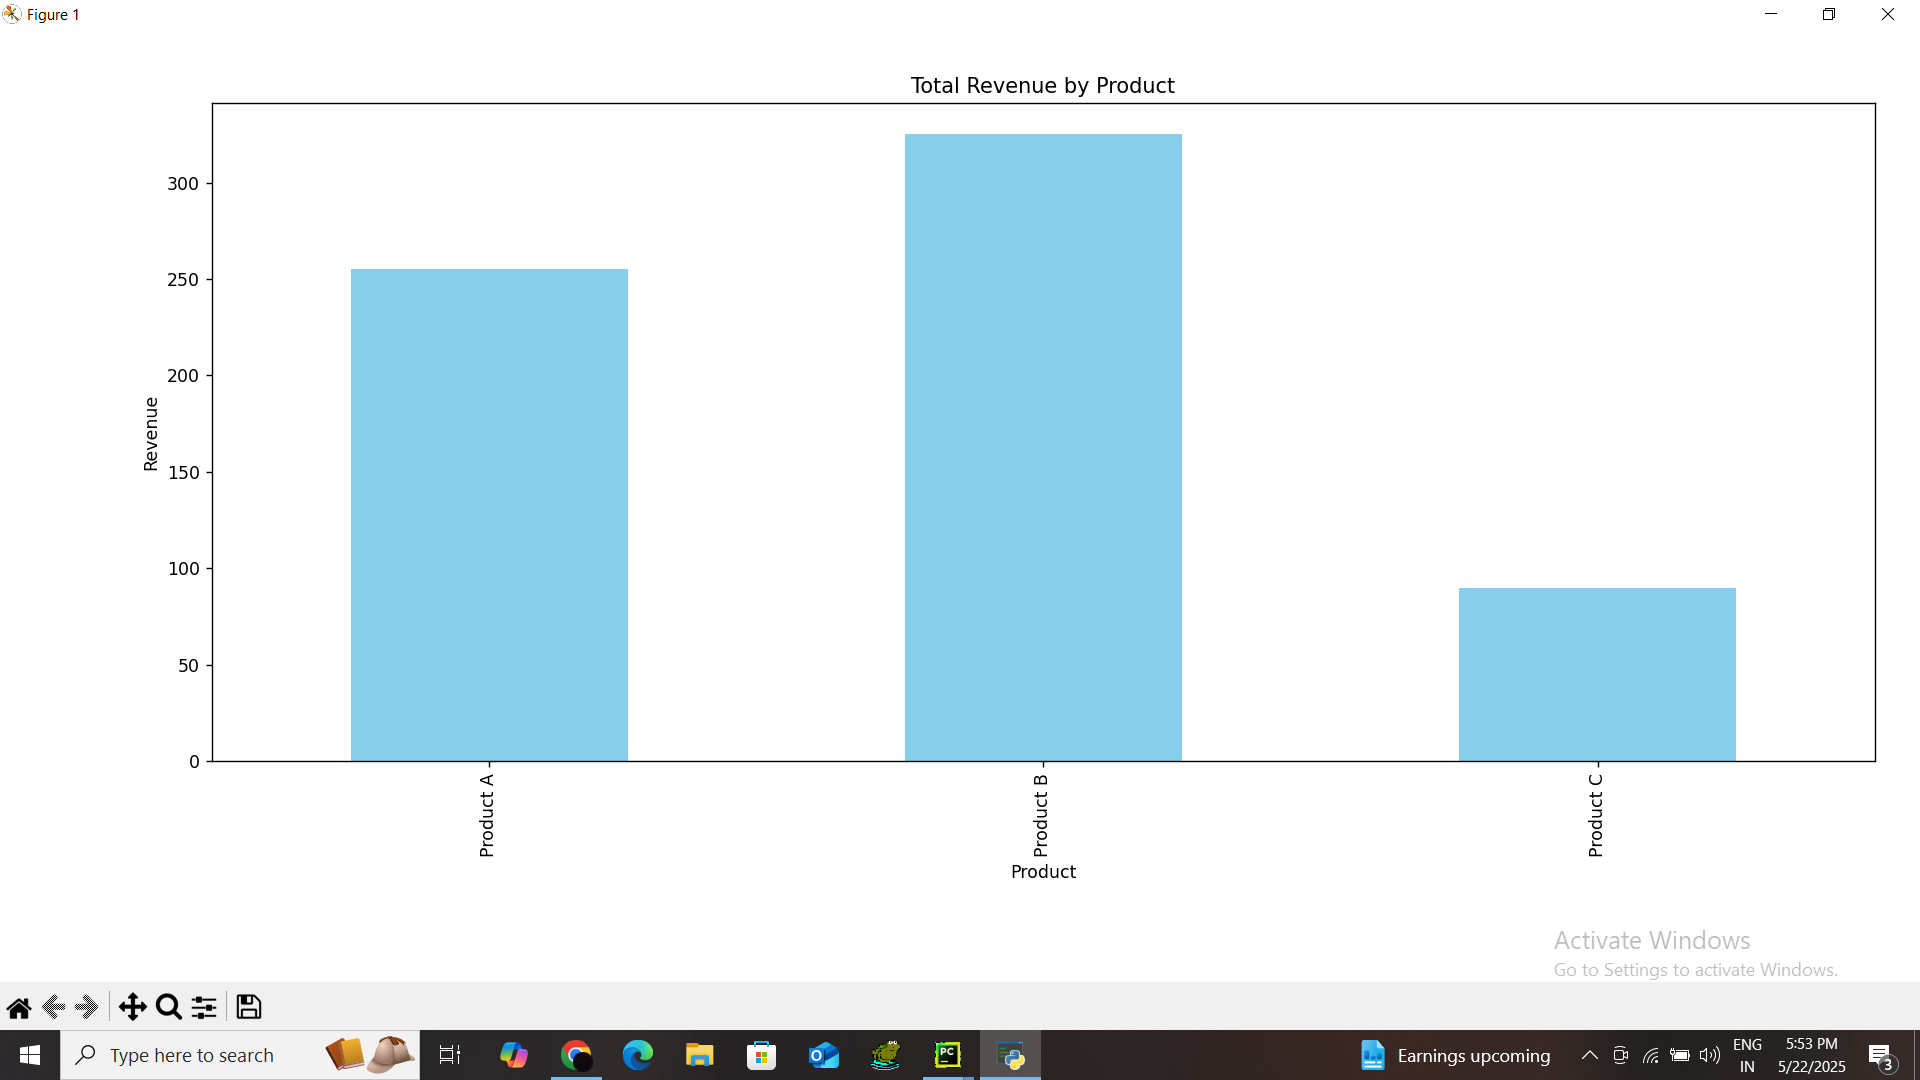 Figure 1
Total Revenue by Product
300
250
200
150
100
50
0
Revenue
Product A
Product B
Product C
Product
Activate Windows
Go to Settings to activate Windows.
Type here to search
PC
Earnings upcoming
ENG
IN
5:53 PM
5/22/2025
3